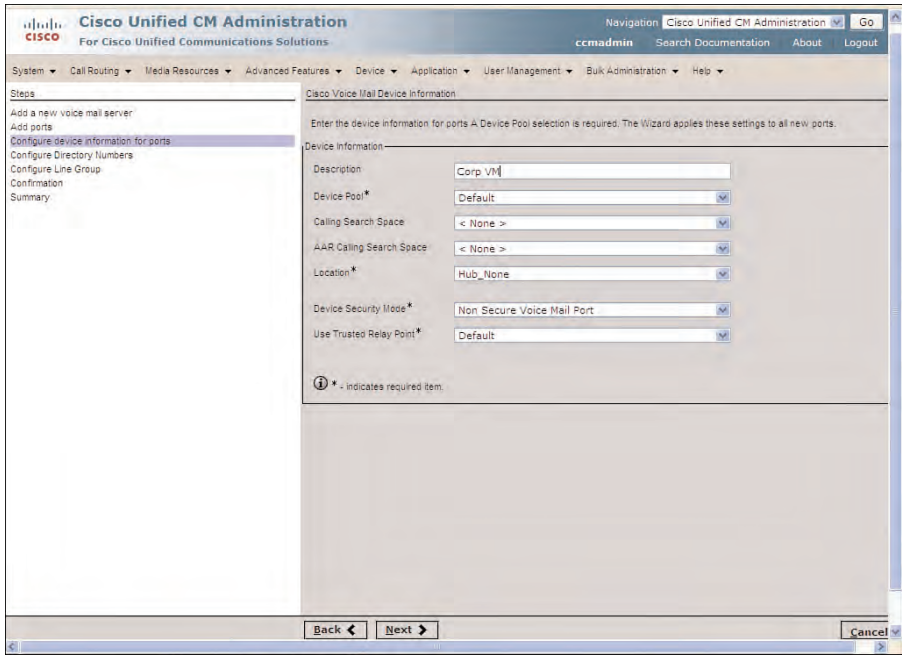 Cisco Unified CM Administration
CISCO
For Cisco Unified Communications Solutions
Navigation Cisco Unified CM Administration Go
ccmadmin Search Documentation About Logout
System Call Routing Media Resources Advanced Features Device Application User Management Bulk Administration Help
Steps
Add a new voice mail server
Add ports
Configure device information for ports
Configure Directory Numbers
Configure Line Group
Confirmation
Summary
Cisco Voice Mail Device Information
Enter the device information for ports A Device Pool selection is required. The Wizard applies these settings to all new ports.
Device Information
Description Corp VM
Device Pool* Default
Calling Search Space < None >
AAR Calling Search Space < None >
Location* Hub_None
Device Security Mode* Non Secure Voice Mail Port
Use Trusted Relay Point* Default
i * - indicates required item.
Back Next Cancel